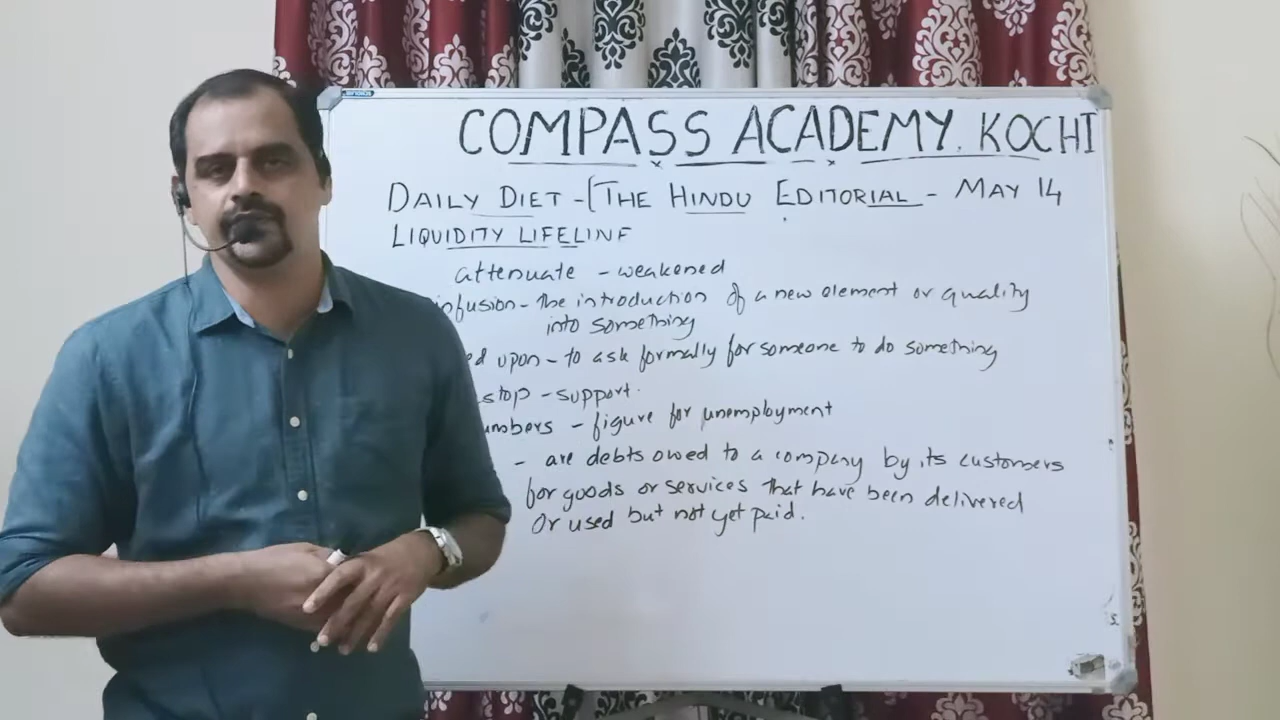 COMPASS ACADEMY, KOCHI
DAILY DIET - [THE HINDU EDITORIAL - MAY 14
LIQUIDITY LIFELINE
attenuate - weakened
infusion - the introduction of a new element or quality
into something
ed upon - to ask formally for someone to do something
stop - support.
umbers - figure for unemployment
- are debts owed to a company by its customers
for goods or services that have been delivered
or used but not yet paid.